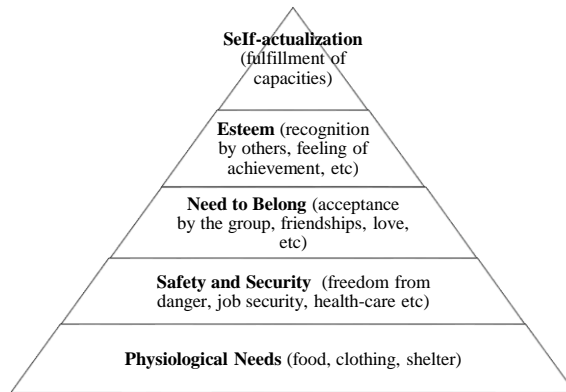 Self-actualization
(fulfillment of
capacities)
Esteem (recognition
by others, feeling of
achievement, etc)
Need to Belong (acceptance
by the group, friendships, love,
etc)
Safety and Security (freedom from
danger, job security, health-care etc)
Physiological Needs (food, clothing, shelter)